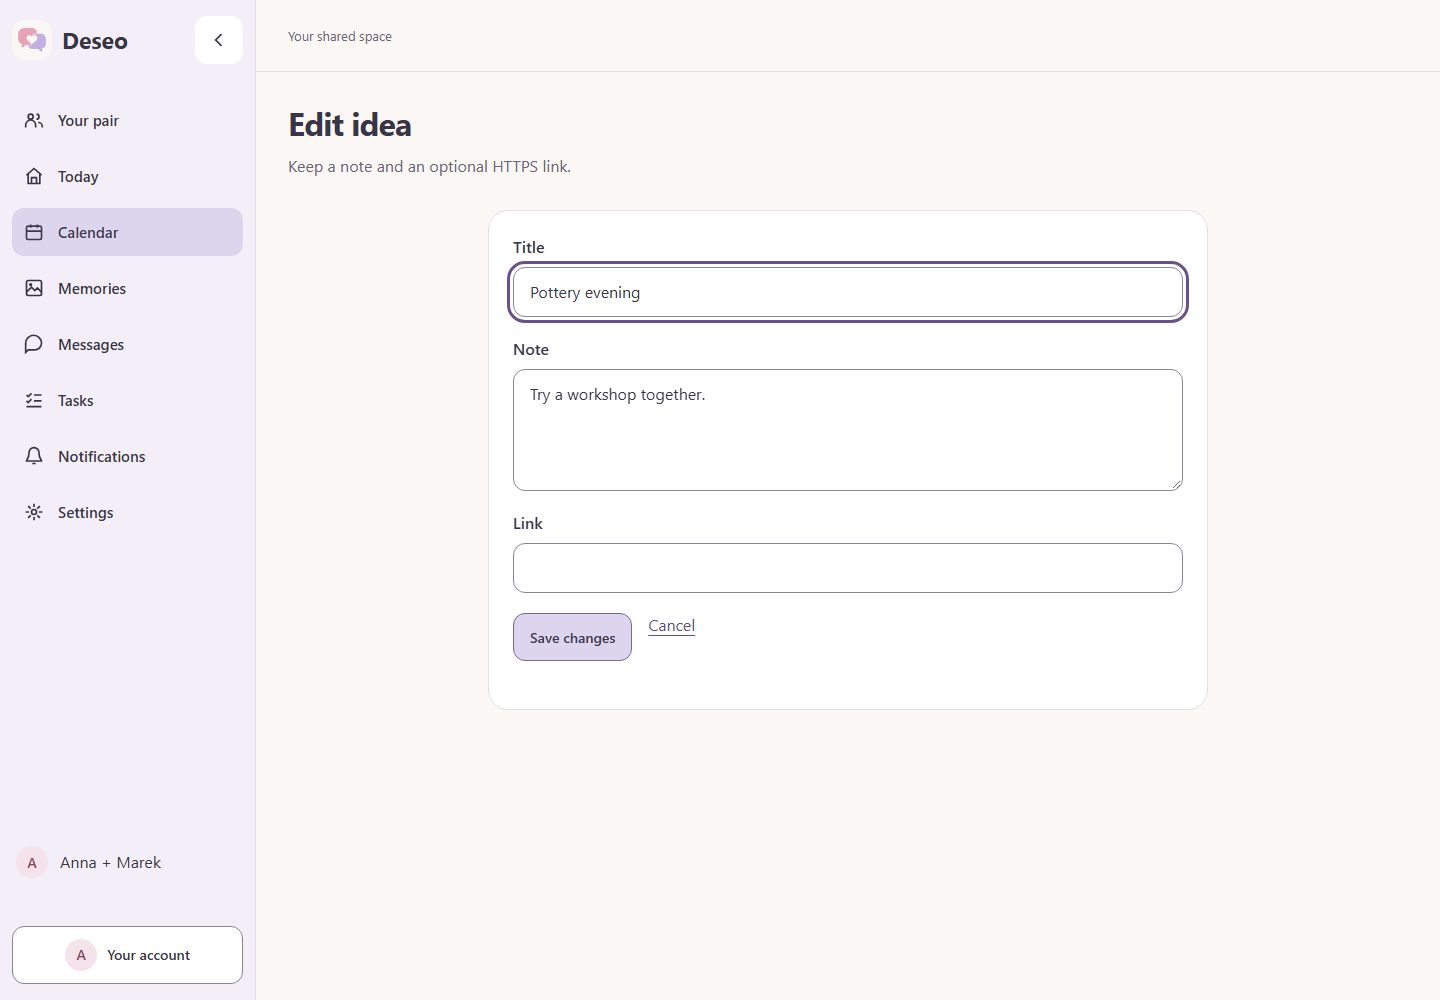 Deseo
Your pair
Today
Calendar
Memories
Messages
Tasks
Notifications
Settings
A Anna + Marek
A Your account
Your shared space
Edit idea
Keep a note and an optional HTTPS link.
Title
Pottery evening
Note
Try a workshop together.
Link
Save changes Cancel